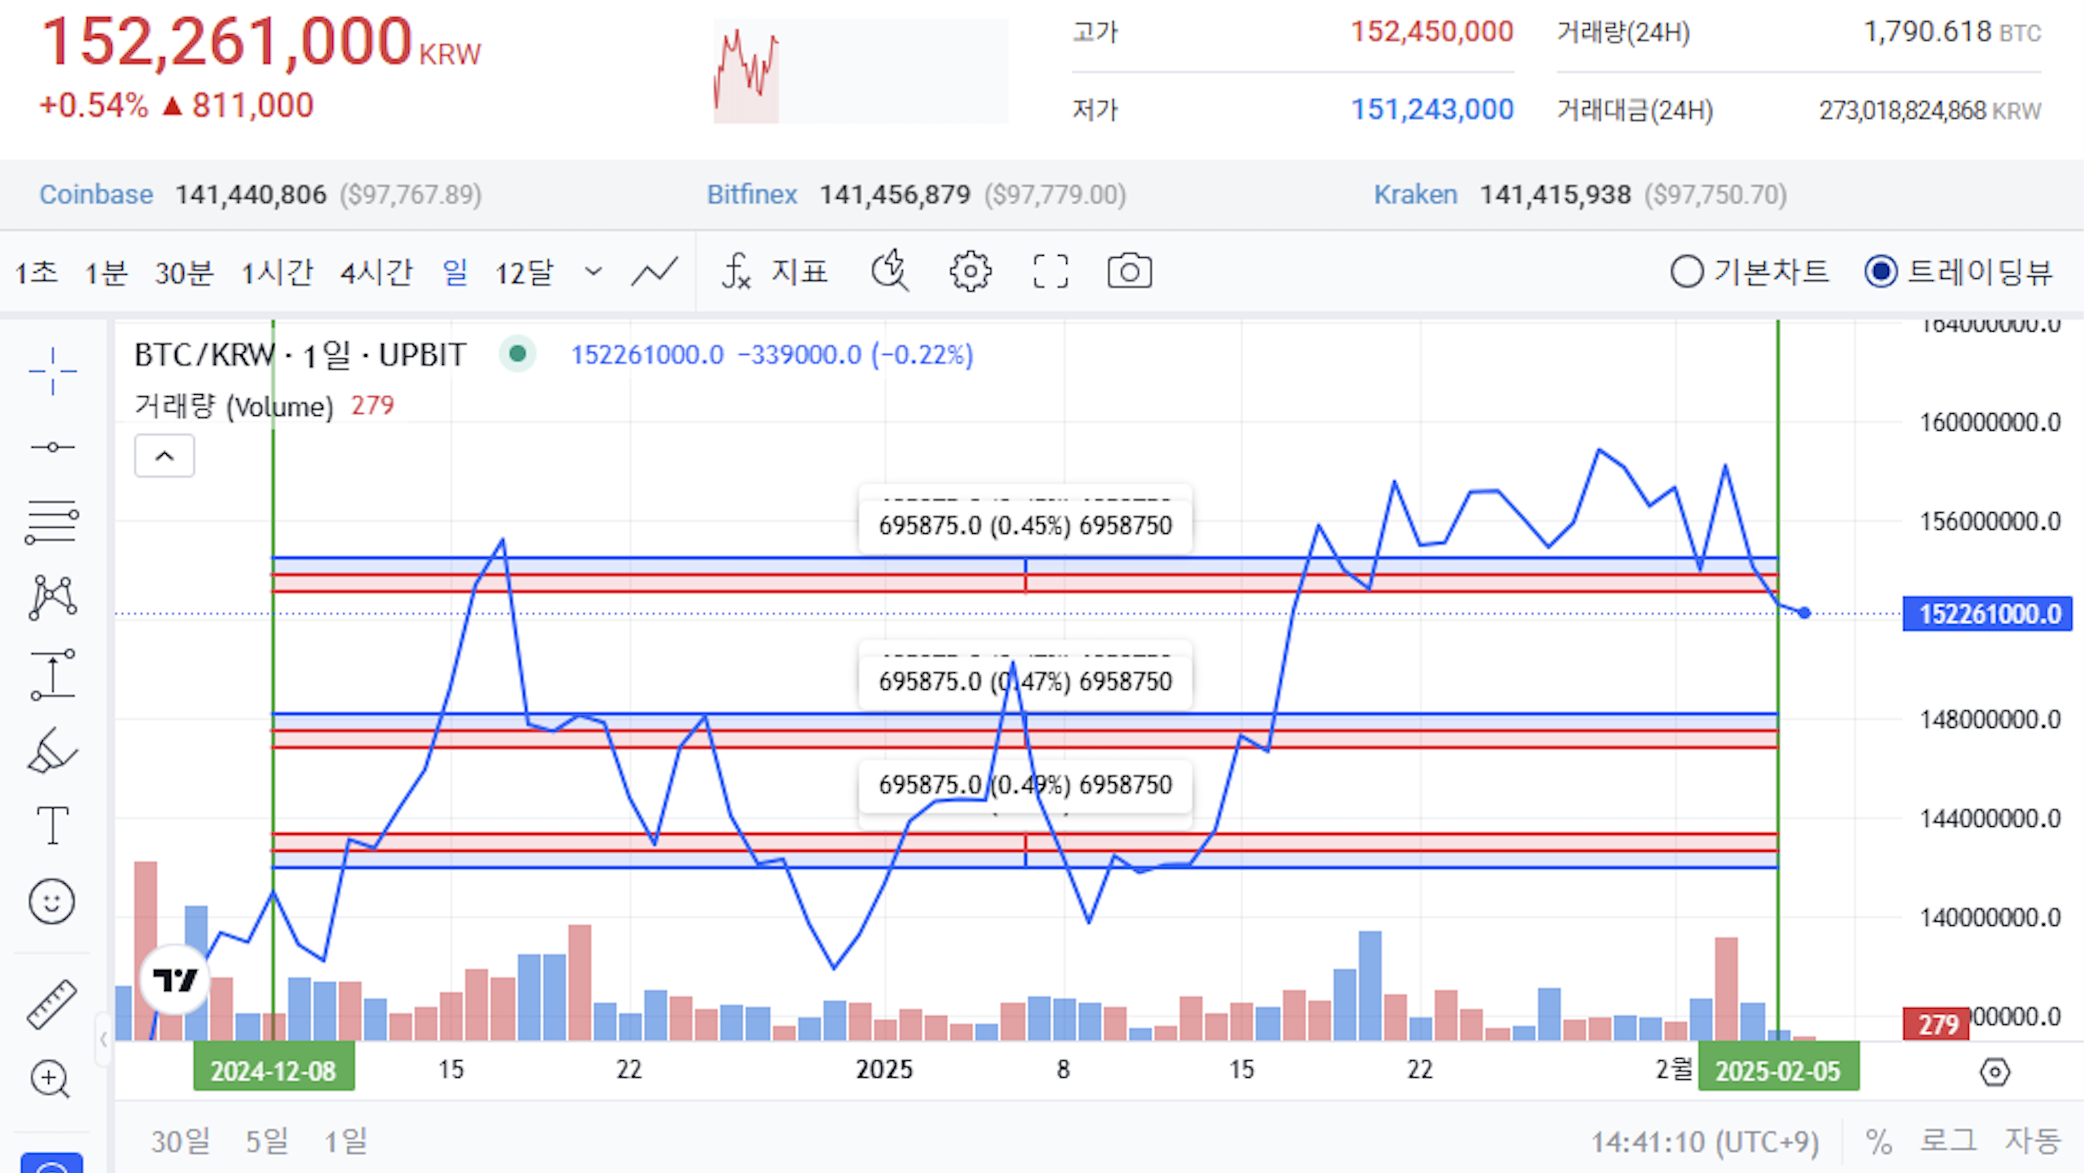 152,261,000 KRW
+0.54% ▲ 811,000
고가 152,450,000 거래량(24H) 1,790.618 BTC
저가 151,243,000 거래대금(24H) 273,018,824,868 KRW
Coinbase 141,440,806 ($97,767.89) Bitfinex 141,456,879 ($97,779.00) Kraken 141,415,938 ($97,750.70)
1초 1분 30분 1시간 4시간 일 12달 fx 지표 기본차트 트레이딩뷰
BTC/KRW · 1일 · UPBIT 152261000.0 −339000.0 (−0.22%)
거래량 (Volume) 279
164000000.0
160000000.0
156000000.0
152261000.0
148000000.0
144000000.0
140000000.0
279
695875.0 (0.45%) 6958750
695875.0 (0.47%) 6958750
695875.0 (0.49%) 6958750
2024-12-08 15 22 2025 8 15 22 2월 2025-02-05
30일 5일 1일 14:41:10 (UTC+9) % 로그 자동